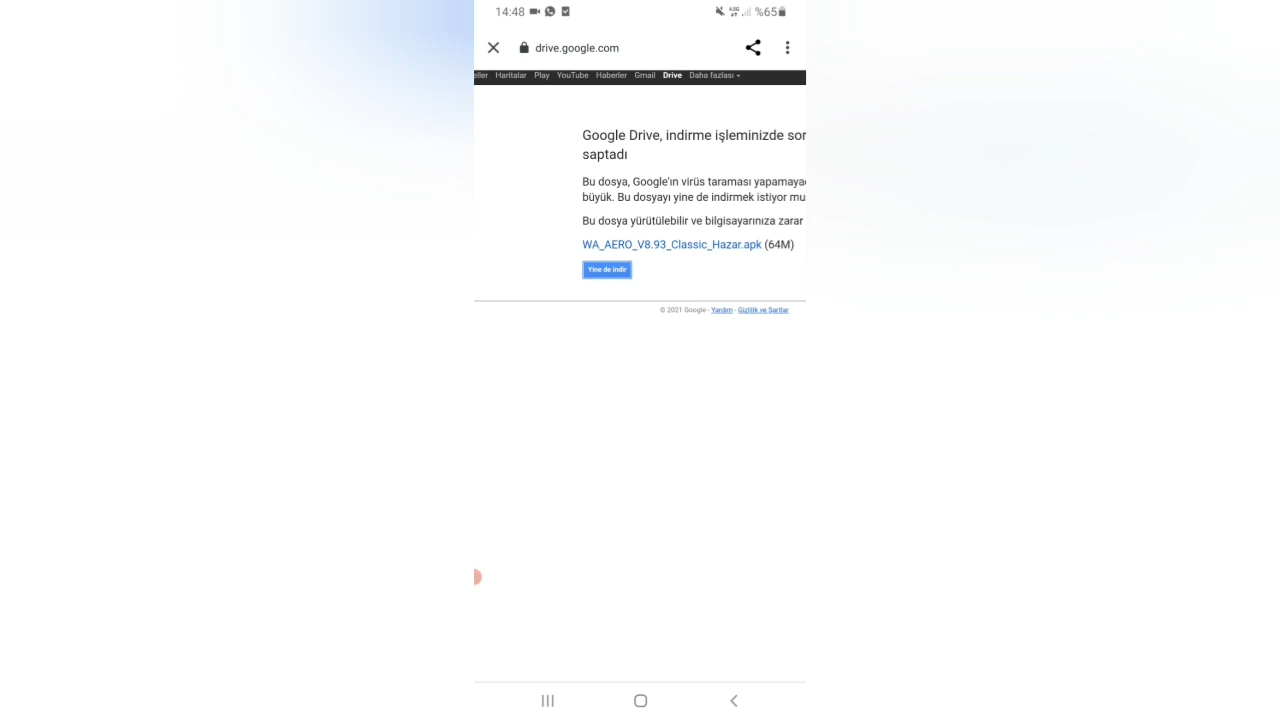 14:48 %65
drive.google.com
eller Haritalar Play YouTube Haberler Gmail Drive Daha fazlası
Google Drive, indirme işleminizde sor
saptadı
Bu dosya, Google'ın virüs taraması yapamayac
büyük. Bu dosyayı yine de indirmek istiyor mu
Bu dosya yürütülebilir ve bilgisayarınıza zarar
WA_AERO_V8.93_Classic_Hazar.apk (64M)
Yine de indir
© 2021 Google - Yardım - Gizlilik ve Şartlar